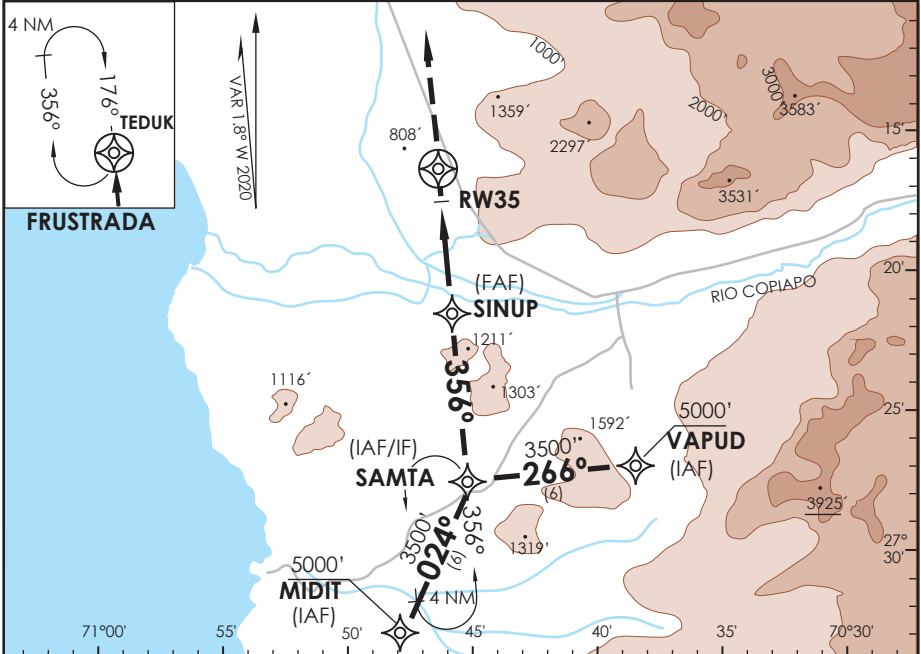 4 NM
356°
176°
TEDUK
FRUSTRADA
VAR 1.8° W 2020
1000'
1359´
2297´
2000'
3000'
3583´
3531´
15'
808´
RW35
20'
RIO COPIAPO
(FAF)
SINUP
1211´
356°
1303´
1116´
25'
1592´
5000'
VAPUD
(IAF)
3500'
266°
(6)
(IAF/IF)
SAMTA
3925´
3500'
024°
(6)
356°
1319'
27°
30'
5000'
MIDIT
(IAF)
4 NM
71°00'
55'
50'
45'
40'
35'
70°30'